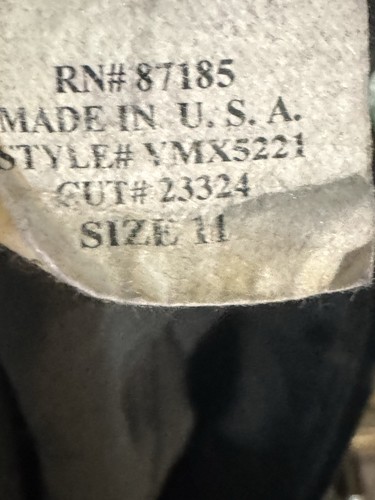 RN# 87185
MADE IN U. S. A.
STYLE# VMX5221
CUT# 23324
SIZE 11